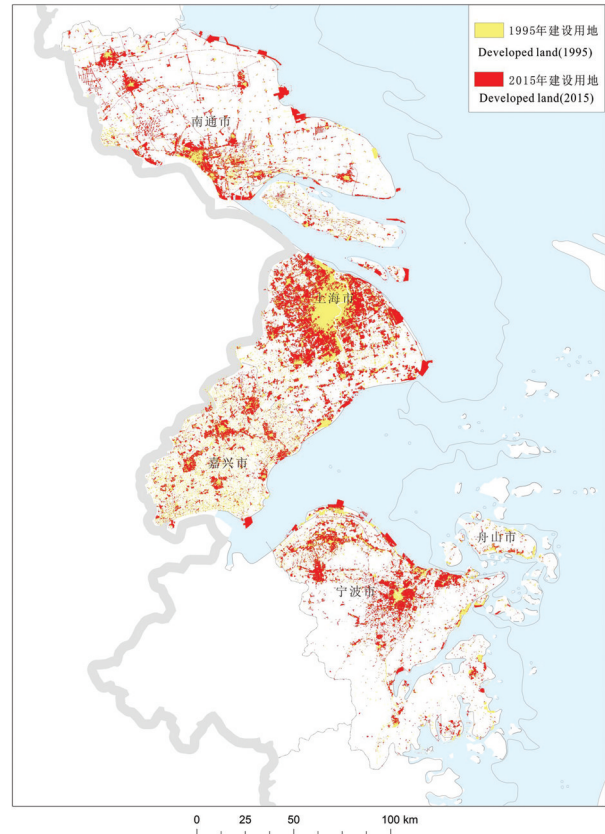 1995年建设用地
Developed land(1995)
2015年建设用地
Developed land(2015)
南通市
上海市
嘉兴市
舟山市
宁波市
0 25 50 100 km